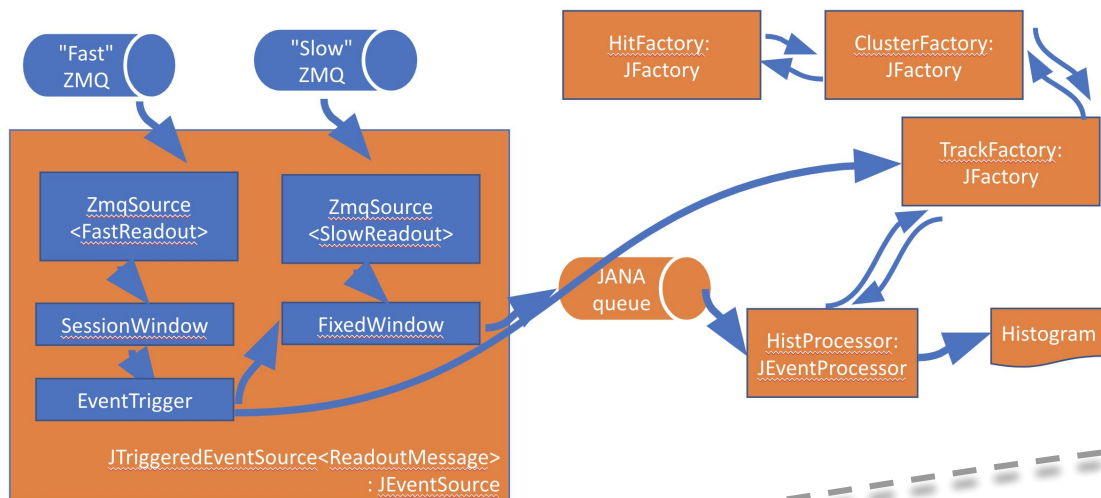 "Fast"
ZMQ
"Slow"
ZMQ
HitFactory:
JFactory
ClusterFactory:
JFactory
TrackFactory:
JFactory
ZmqSource
<FastReadout>
ZmqSource
<SlowReadout>
JANA
queue
SessionWindow
FixedWindow
HistProcessor:
JEventProcessor
Histogram
EventTrigger
JTriggeredEventSource<ReadoutMessage>
: JEventSource